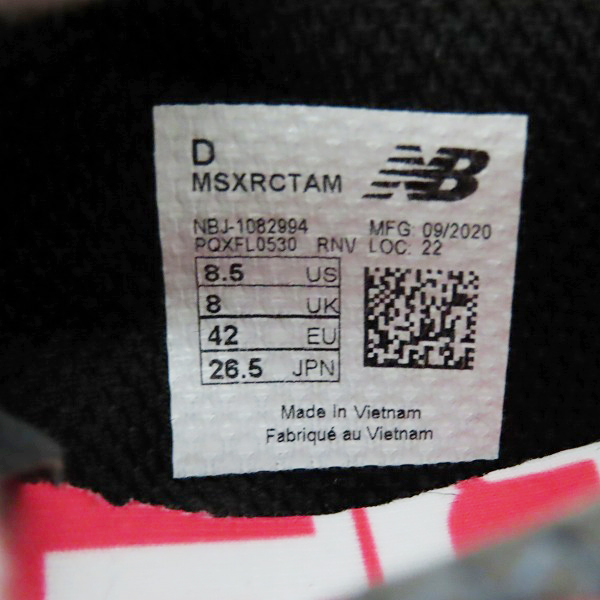 D
MSXRCTAM
NB
NBJ-1082994 MFG: 09/2020
PQXFL0530 RNV LOC: 22
8.5 US
8 UK
42 EU
26.5 JPN
Made In Vietnam
Fabriqué au Vietnam